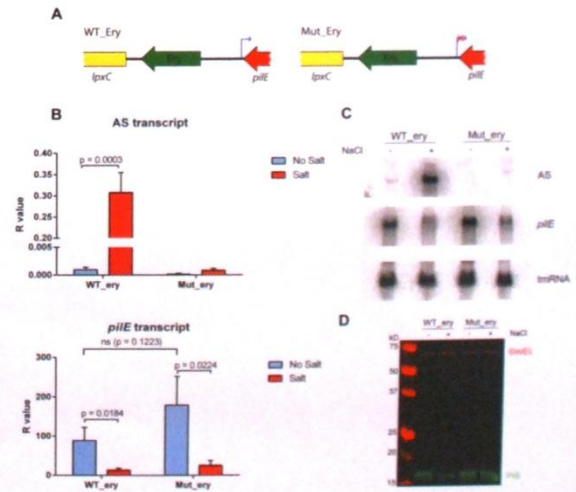 A
WT_Ery
Mut_Ery
lpxC
pilE
lpxC
pilE
B
AS transcript
p = 0.0003
No Salt
Salt
R value
0.40
0.35
0.30
0.25
0.20
0.005
0.000
WT_ery
Mut_ery
pilE transcript
ns (p = 0.1223)
p = 0.0224
p = 0.0184
No Salt
Salt
R value
300
200
100
0
WT_ery
Mut_ery
C
WT_ery
Mut_ery
NaCl
- + - +
AS
pilE
tmRNA
D
WT_ery
Mut_ery
kD
- + - +
NaCl
75
50
37
25
20
15